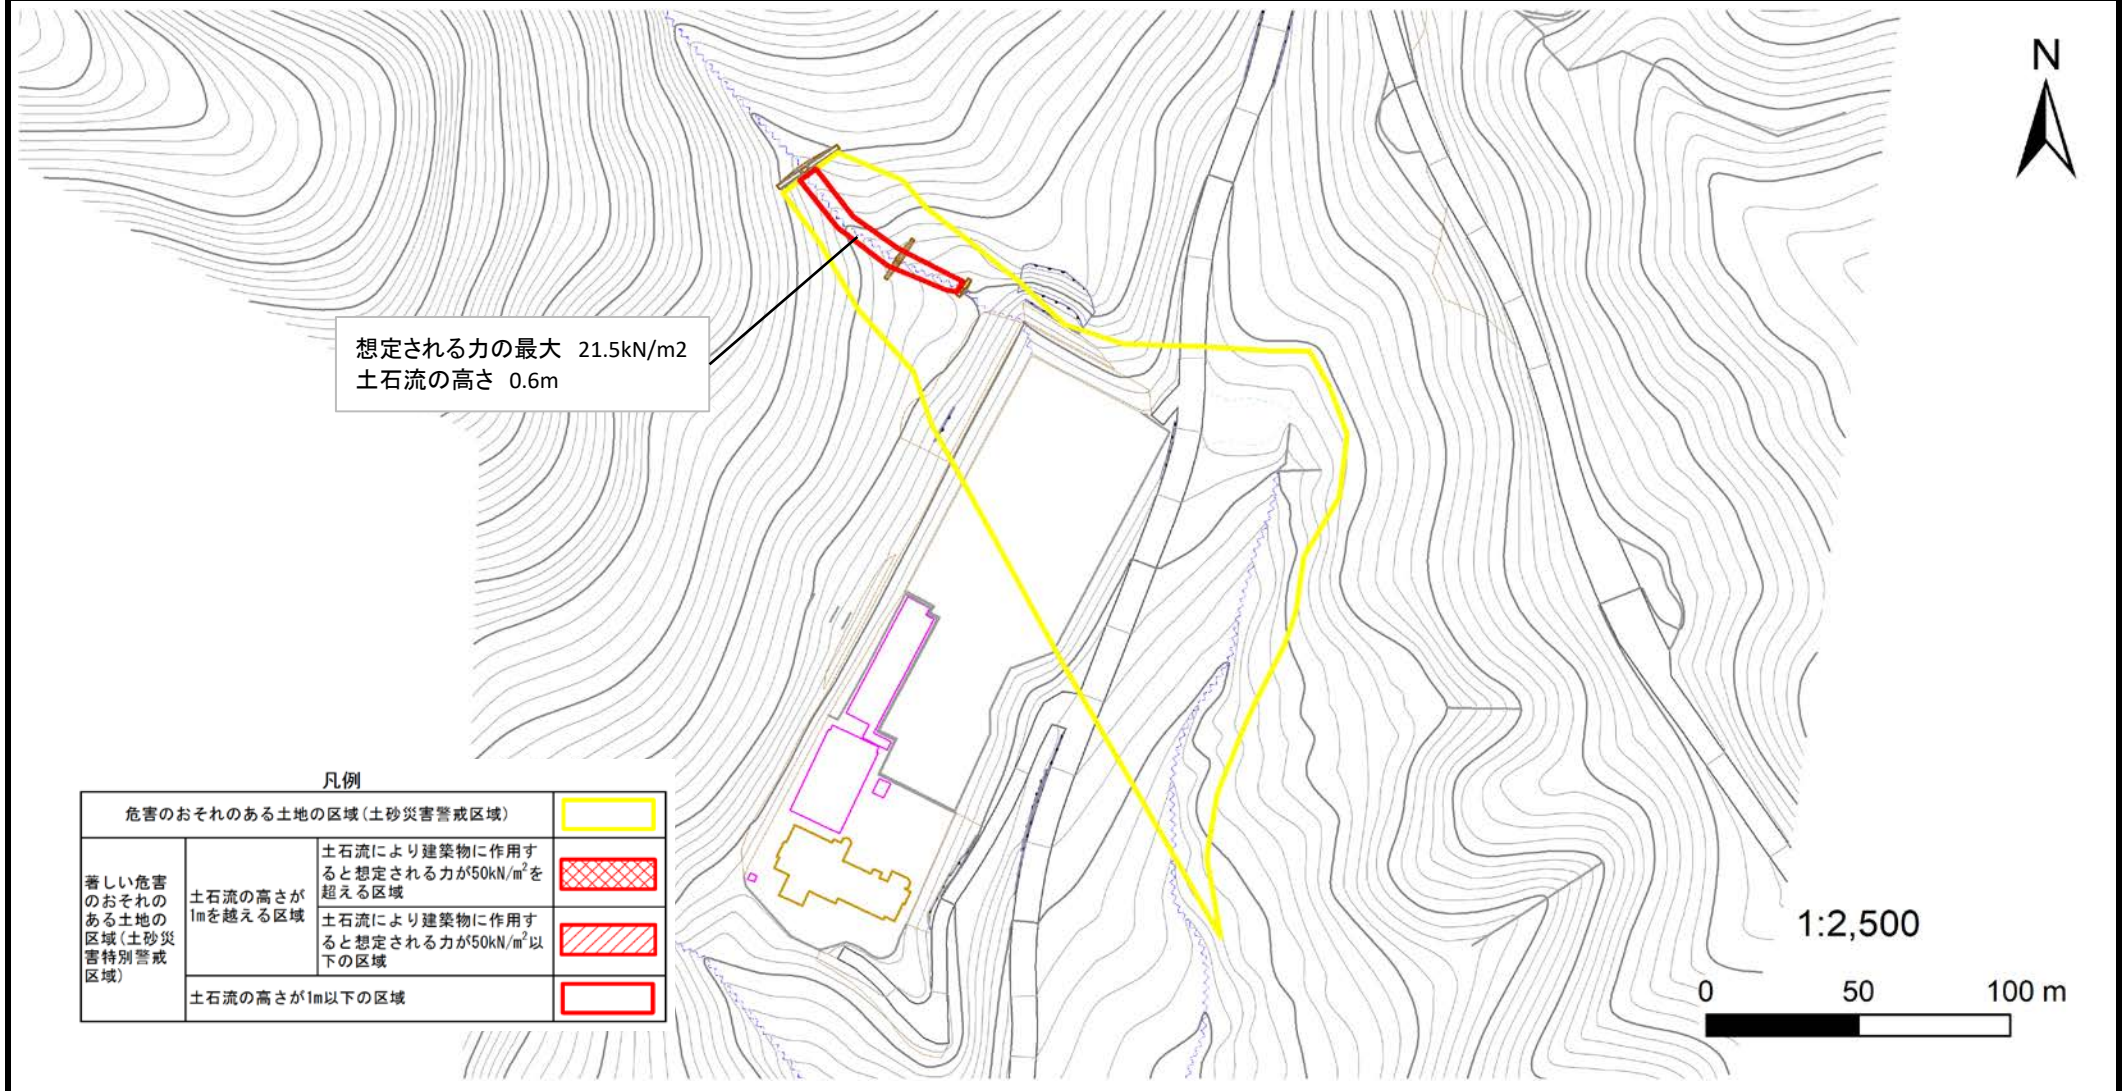 N
想定される力の最大 21.5kN/m2
土石流の高さ 0.6m
凡例
危害のおそれのある土地の区域(土砂災害警戒区域)
著しい危害
のおそれの
ある土地の
区域(土砂災
害特別警戒
区域)
土石流の高さが
1mを越える区域
土石流により建築物に作用す
ると想定される力が50kN/㎡を
超える区域
土石流により建築物に作用す
ると想定される力が50kN/㎡以
下の区域
土石流の高さが1m以下の区域
1:2,500
0 50 100 m